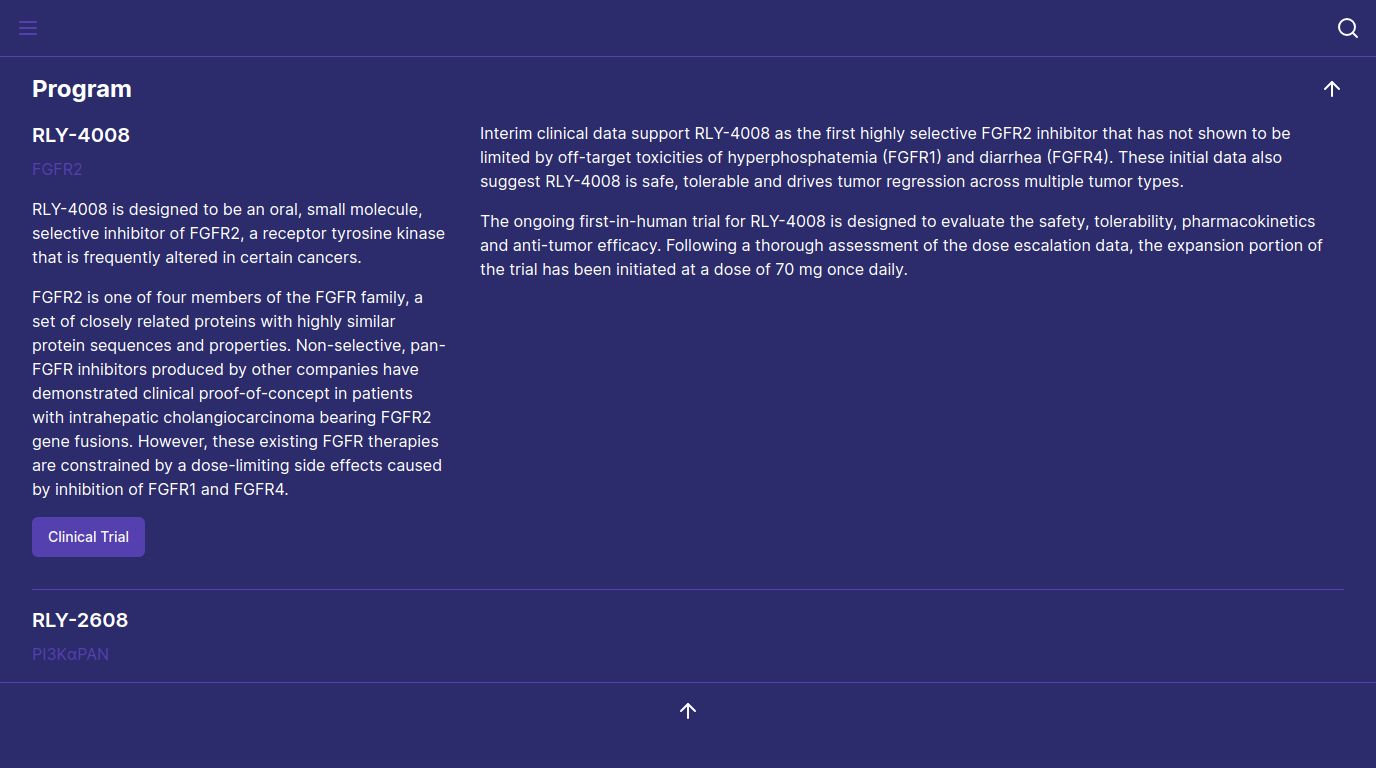 Program
RLY-4008
FGFR2
RLY-4008 is designed to be an oral, small molecule,
selective inhibitor of FGFR2, a receptor tyrosine kinase
that is frequently altered in certain cancers.
FGFR2 is one of four members of the FGFR family, a
set of closely related proteins with highly similar
protein sequences and properties. Non-selective, pan-
FGFR inhibitors produced by other companies have
demonstrated clinical proof-of-concept in patients
with intrahepatic cholangiocarcinoma bearing FGFR2
gene fusions. However, these existing FGFR therapies
are constrained by a dose-limiting side effects caused
by inhibition of FGFR1 and FGFR4.
Clinical Trial
Interim clinical data support RLY-4008 as the first highly selective FGFR2 inhibitor that has not shown to be
limited by off-target toxicities of hyperphosphatemia (FGFR1) and diarrhea (FGFR4). These initial data also
suggest RLY-4008 is safe, tolerable and drives tumor regression across multiple tumor types.
The ongoing first-in-human trial for RLY-4008 is designed to evaluate the safety, tolerability, pharmacokinetics
and anti-tumor efficacy. Following a thorough assessment of the dose escalation data, the expansion portion of
the trial has been initiated at a dose of 70 mg once daily.
RLY-2608
PI3KαPAN